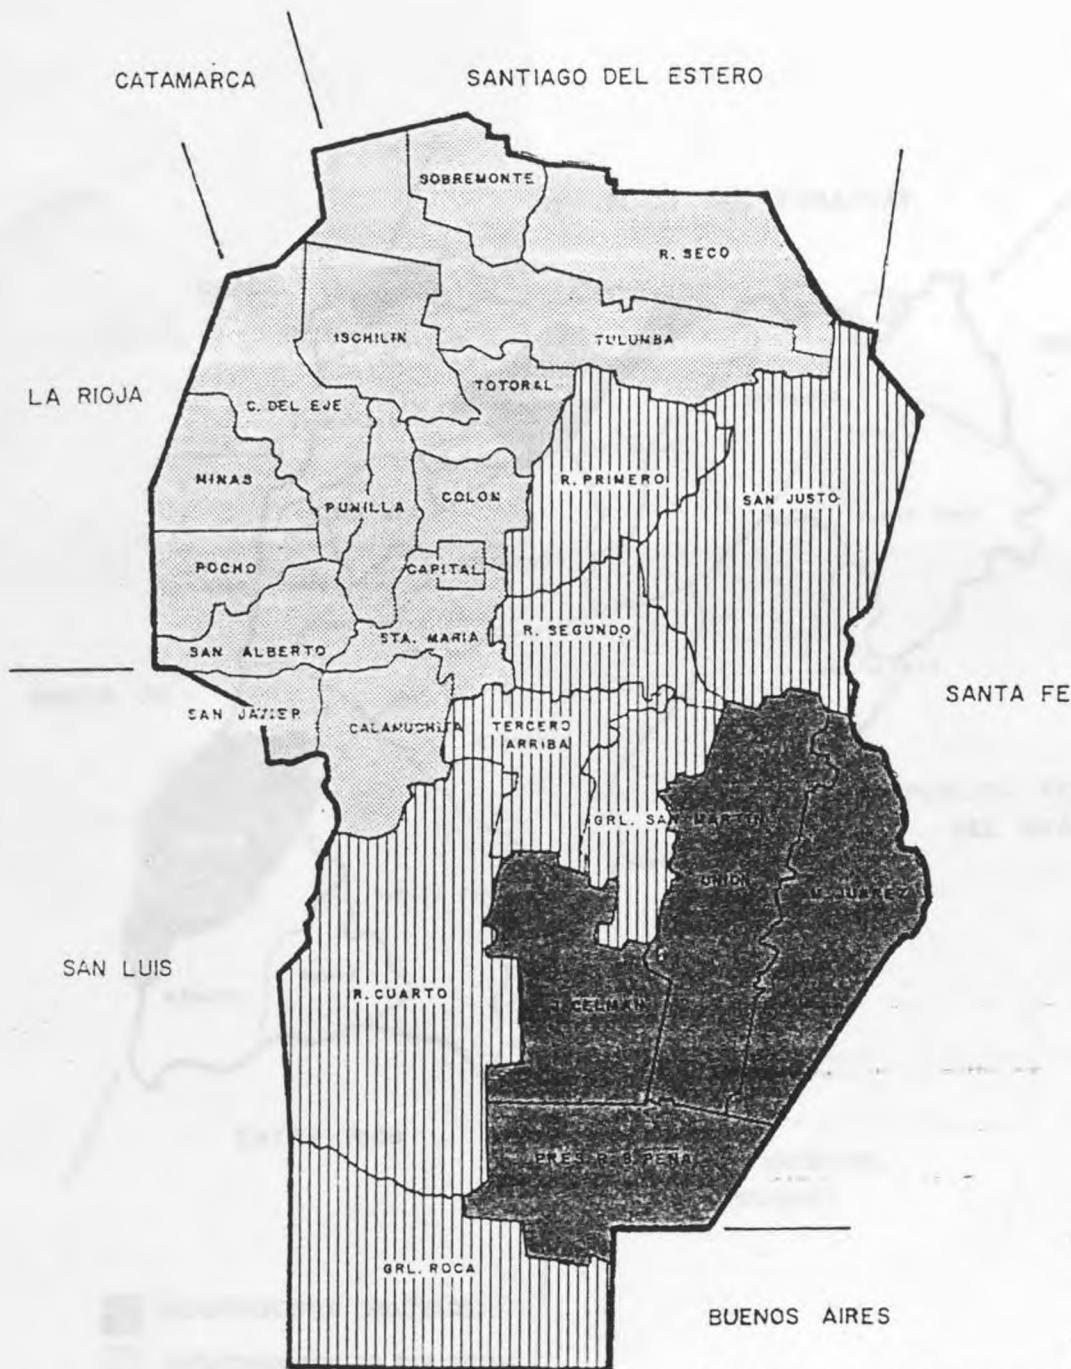 CATAMARCA
SANTIAGO DEL ESTERO
SOBREMONTE
R. SECO
ISCHILIN
TULUMBA
LA RIOJA
C. DEL EJE
TOTORAL
MINAS
PUNILLA
COLON
R. PRIMERO
SAN JUSTO
POCHO
CAPITAL
SAN ALBERTO
STA. MARIA
R. SEGUNDO
SANTA FE
SAN JAVIER
CALAMUCHITA
TERCERO
ARRIBA
GRL. SAN MARTIN
UNION
M. JUAREZ
SAN LUIS
R. CUARTO
J. CELMAN
PRES. R. S. PEÑA
GRL. ROCA
BUENOS AIRES